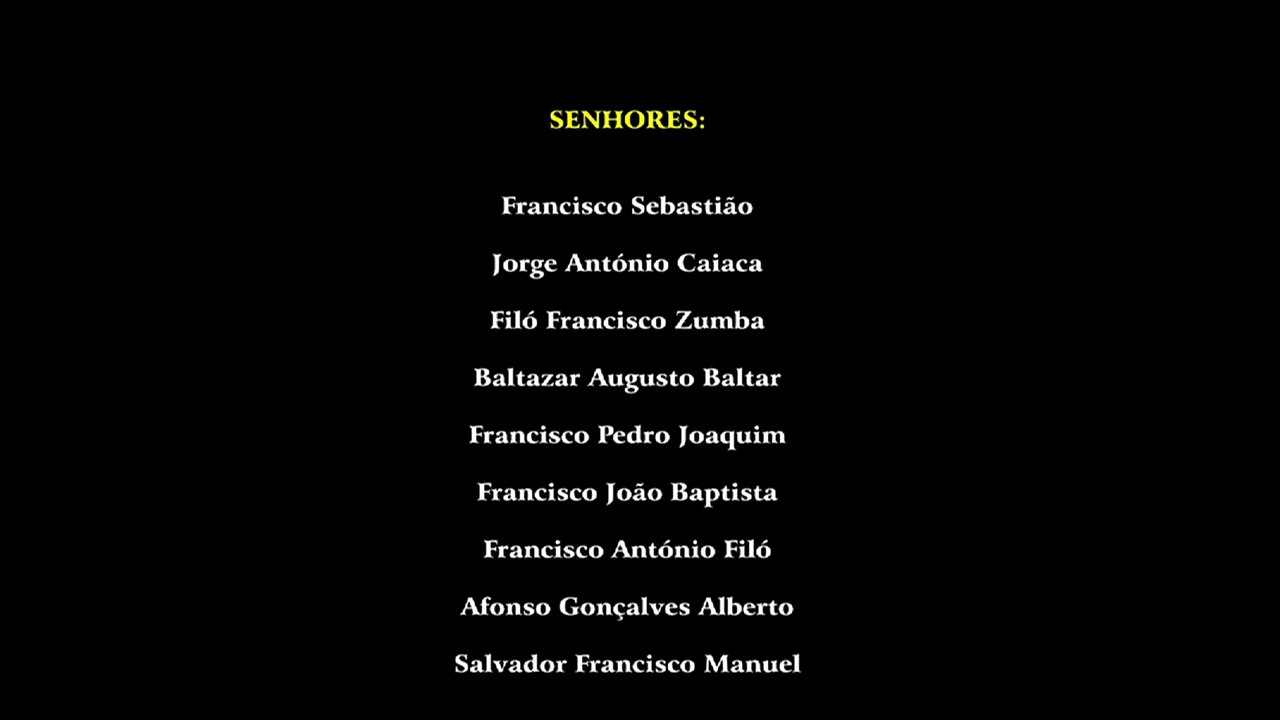 SENHORES:
Francisco Sebastião
Jorge António Caiaca
Filó Francisco Zumba
Baltazar Augusto Baltar
Francisco Pedro Joaquim
Francisco João Baptista
Francisco António Filó
Afonso Gonçalves Alberto
Salvador Francisco Manuel